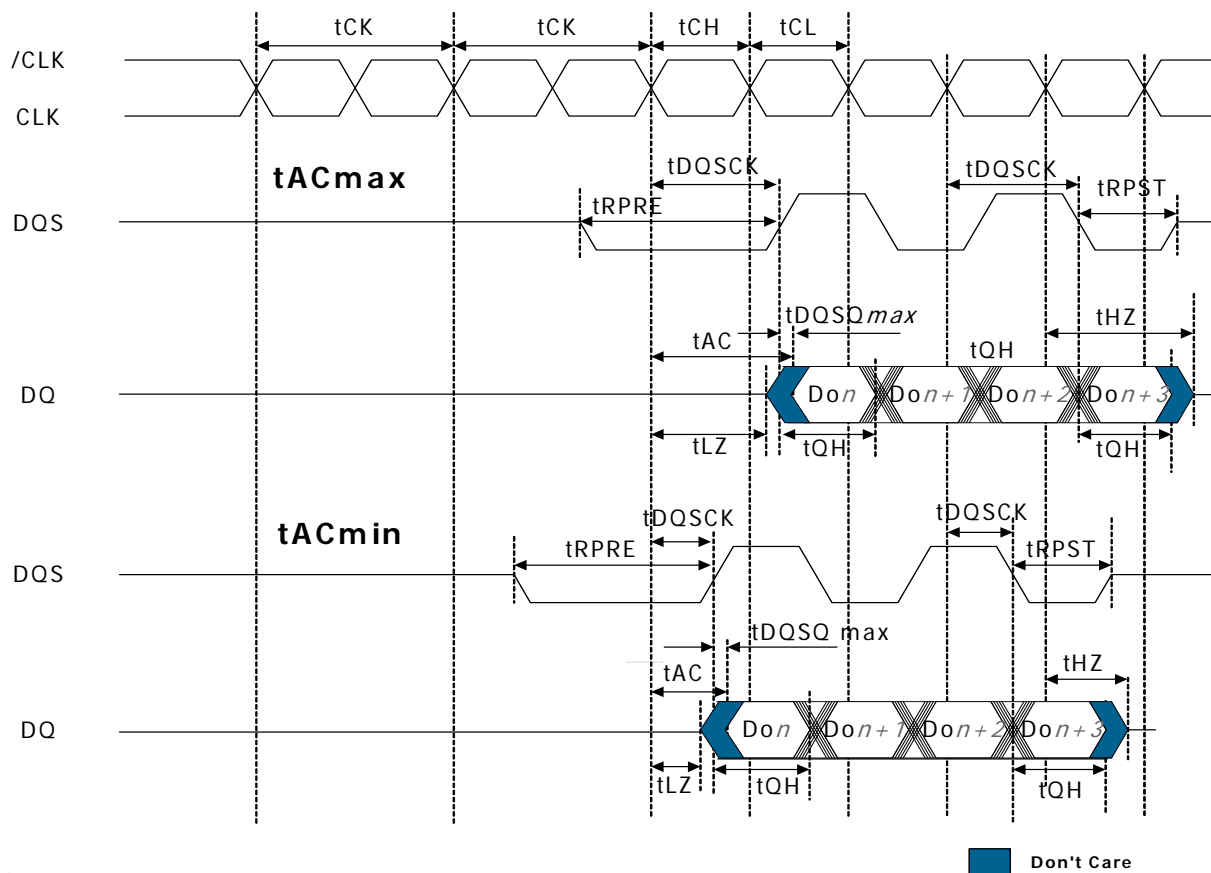 tCK tCK tCH tCL
/CLK
CLK
tACmax
tDQSCK tDQSCK
tRPRE tRPST
DQS
tDQSQmax tHZ
tAC
tQH
DQ Don Don+1 Don+2 Don+3
tLZ tQH tQH
tACmin
tDQSCK tDQSCK
tRPRE tRPST
DQS
tDQSQ max
tAC tHZ
DQ Don Don+1 Don+2 Don+3
tLZ tQH tQH
Don't Care